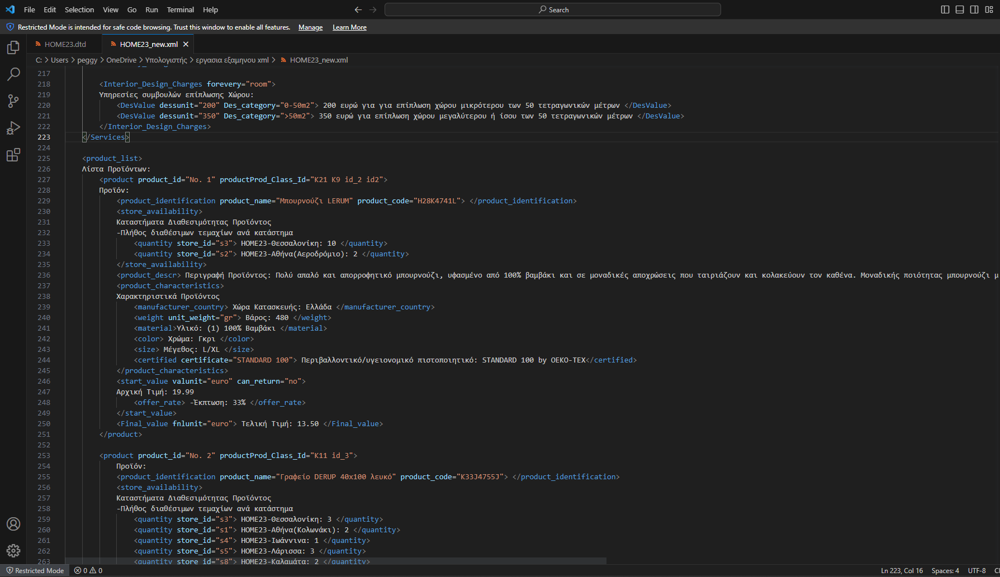 File Edit Selection View Go Run Terminal Help Search
Restricted Mode is intended for safe code browsing. Trust this window to enable all features. Manage Learn More
HOME23.dtd HOME23_new.xml
C: > Users > peggy > OneDrive > Υπολογιστής > εργασια εξαμηνου xml > HOME23_new.xml
217
218 <Interior_Design_Charges forevery="room">
219 Υπηρεσίες συμβουλών επίπλωσης Χώρου:
220 <DesValue dessunit="200" Des_category="0-50m2"> 200 ευρώ για για επίπλωση χώρου μικρότερου των 50 τετραγωνικών μέτρων </DesValue>
221 <DesValue dessunit="350" Des_category=">50m2"> 350 ευρώ για επίπλωση χώρου μεγαλύτερου ή ίσου των 50 τετραγωνικών μέτρων </DesValue>
222 </Interior_Design_Charges>
223 </Services>
224
225 <product_list>
226 Λίστα Προϊόντων:
227 <product product_id="No. 1" productProd_Class_Id="K21 K9 id_2 id2">
228 Προϊόν:
229 <product_identification product_name="Μπουρνούζι LERUM" product_code="H28K4741L"> </product_identification>
230 <store_availability>
231 Καταστήματα Διαθεσιμότητας Προϊόντος
232 -Πλήθος διαθέσιμων τεμαχίων ανά κατάστημα
233 <quantity store_id="s3"> HOME23-Θεσσαλονίκη: 10 </quantity>
234 <quantity store_id="s2"> HOME23-Αθήνα(Αεροδρόμιο): 2 </quantity>
235 </store_availability>
236 <product_descr> Περιγραφή Προϊόντος: Πολύ απαλό και απορροφητικό μπουρνούζι, υφασμένο από 100% βαμβάκι και σε μοναδικές αποχρώσεις που ταιριάζουν και κολακεύουν τον καθένα. Μοναδικής ποιότητας μπουρνούζι μ
237 <product_characteristics>
238 Χαρακτηριστικά Προϊόντος
239 <manufacturer_country> Χώρα Κατασκευής: Ελλάδα </manufacturer_country>
240 <weight unit_weight="gr"> Βάρος: 480 </weight>
241 <material>Υλικό: (1) 100% Βαμβάκι </material>
242 <color> Χρώμα: Γκρι </color>
243 <size> Μέγεθος: L/XL </size>
244 <certified certificate="STANDARD 100"> Περιβαλλοντικό/υγειονομικό πιστοποιητικό: STANDARD 100 by OEKO-TEX</certified>
245 </product_characteristics>
246 <start_value valunit="euro" can_return="no">
247 Αρχική Τιμή: 19.99
248 <offer_rate> -Έκπτωση: 33% </offer_rate>
249 </start_value>
250 <Final_value fnlunit="euro"> Τελική Τιμή: 13.50 </Final_value>
251 </product>
252
253 <product product_id="No. 2" productProd_Class_Id="K11 id_3">
254 Προϊόν:
255 <product_identification product_name="Γραφείο DERUP 40x100 λευκό" product_code="K33J4755J"> </product_identification>
256 <store_availability>
257 Καταστήματα Διαθεσιμότητας Προϊόντος
258 -Πλήθος διαθέσιμων τεμαχίων ανά κατάστημα
259 <quantity store_id="s3"> HOME23-Θεσσαλονίκη: 3 </quantity>
260 <quantity store_id="s1"> HOME23-Αθήνα(Κολωνάκι): 2 </quantity>
261 <quantity store_id="s4"> HOME23-Ιωάννινα: 1 </quantity>
262 <quantity store_id="s5"> HOME23-Λάρισσα: 3 </quantity>
263 <quantity store_id="s8"> HOME23-Καλαμάτα: 2 </quantity>
Restricted Mode 0 0 Ln 223, Col 16 Spaces: 4 UTF-8